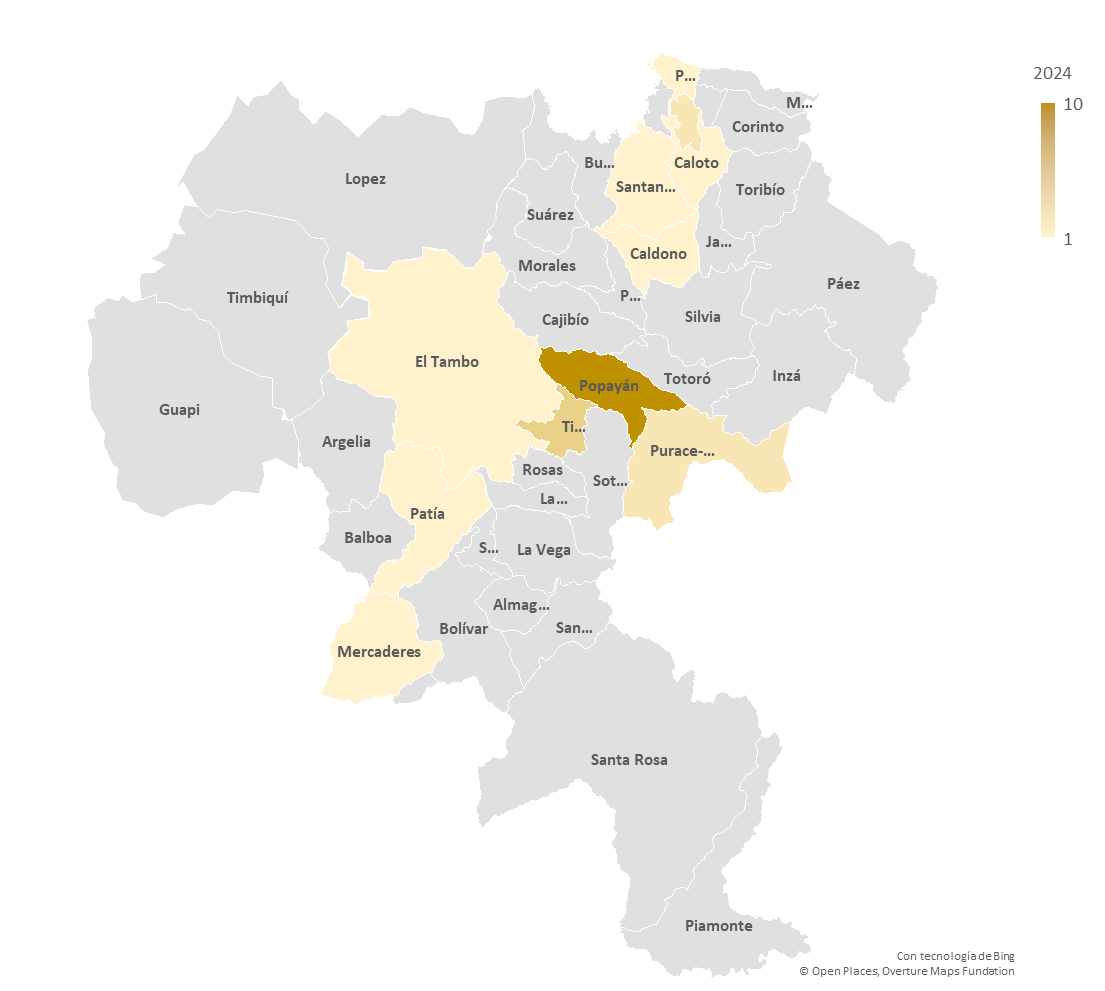 2024
10
1
P...
M...
Corinto
Bu...
Caloto
Lopez
Santan...
Toribío
Suárez
Ja...
Caldono
Morales
Páez
P...
Timbiquí
Silvia
Cajibío
El Tambo
Inzá
Totoró
Popayán
Guapi
Ti...
Argelia
Purace-...
Rosas
Sot...
La...
Patía
Balboa
S...
La Vega
Almag...
Bolívar
San...
Mercaderes
Santa Rosa
Piamonte
Con tecnología de Bing
© Open Places, Overture Maps Fundation